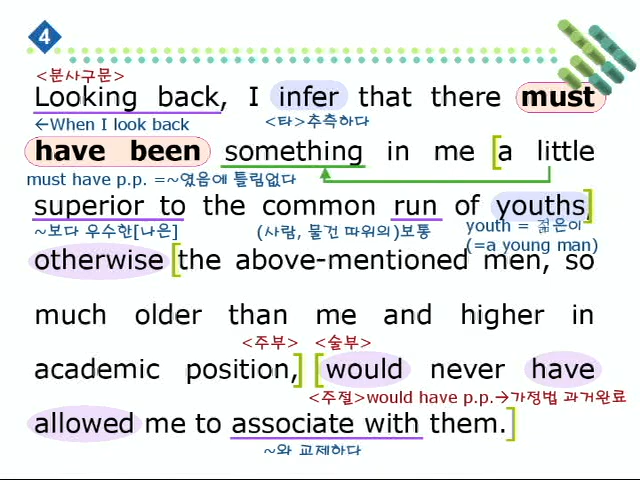 4
<분사구문>
Looking back, I infer that there must
←When I look back <타>추측하다
have been something in me [a little
must have p.p. =~였음에 틀림없다
superior to the common run of youths,]
~보다 우수한[나은] (사람, 물건 따위의)보통 youth = 젊은이
(=a young man)
otherwise [the above-mentioned men, so
much older than me and higher in
<주부> <술부>
academic position,] [would never have
<주절>would have p.p.→가정법 과거완료
allowed me to associate with them.]
~와 교제하다